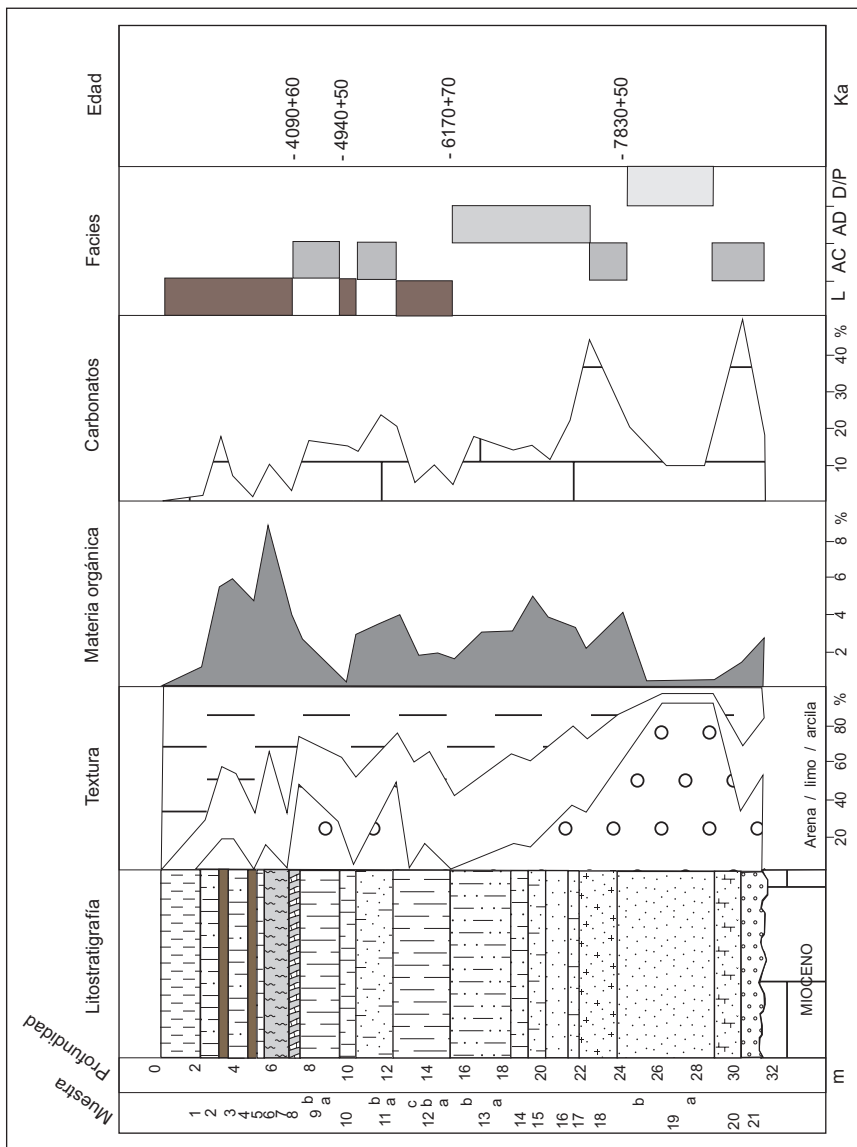 Muestra Profundidad Litostratigrafía Textura Materia orgánica Carbonatos Facies Edad
1
2
3
4
5
6
7
8
9 b a
10
11 b a
12 c b a
13 b a
14
15
16
17
18
19 b a
20
21
0
2
4
6
8
10
12
14
16
18
20
22
24
26
28
30
32
m
MIOCENO
20 40 60 80 %
Arena / limo / arcila
2 4 6 8 %
10 20 30 40 %
L AC AD D/P
- 4090+60
- 4940+50
- 6170+70
- 7830+50
Ka